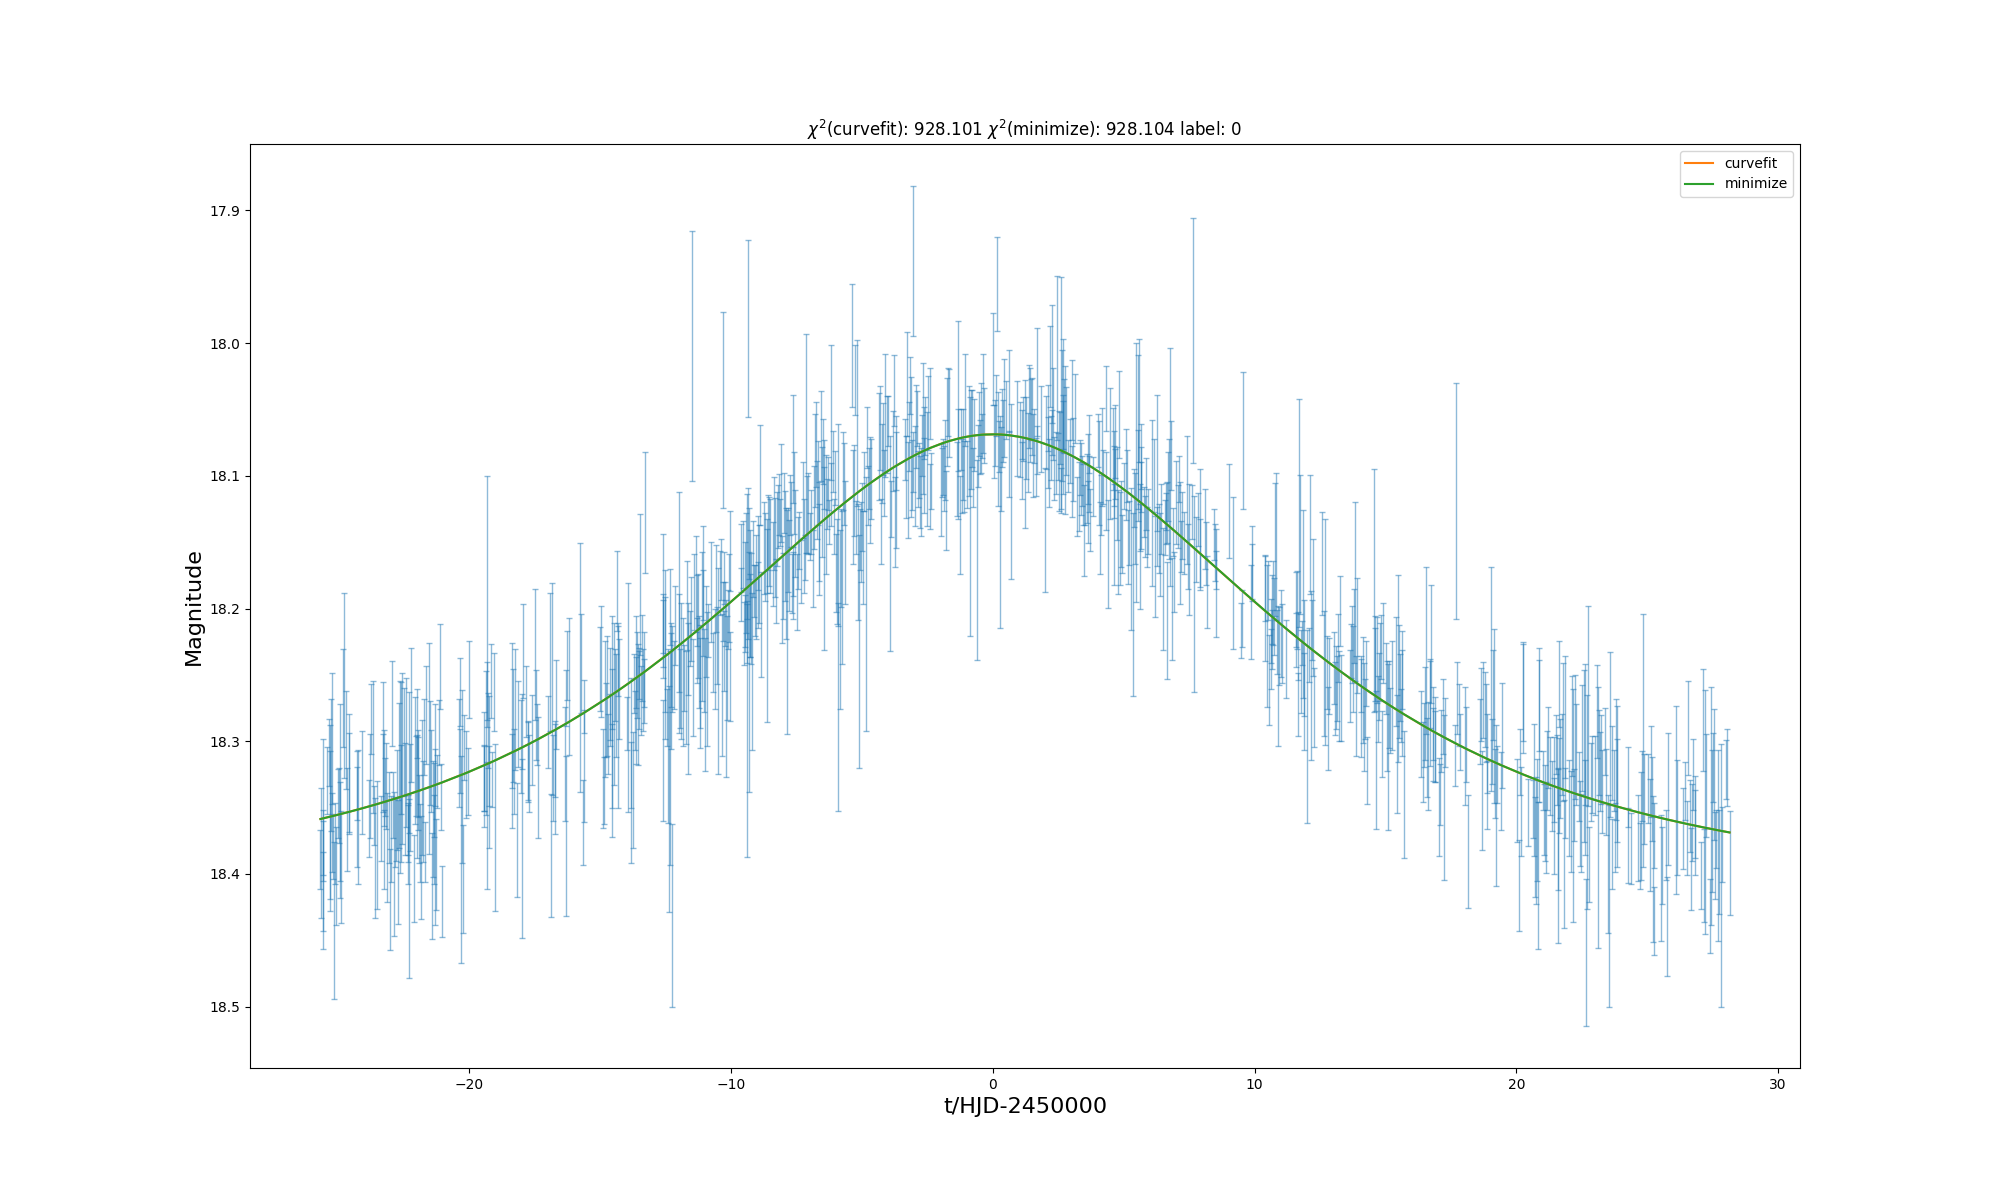 χ²(curvefit): 928.101 χ²(minimize): 928.104 label: 0
curvefit
minimize
17.9
18.0
18.1
18.2
18.3
18.4
18.5
Magnitude
−20
−10
0
10
20
30
t/HJD-2450000